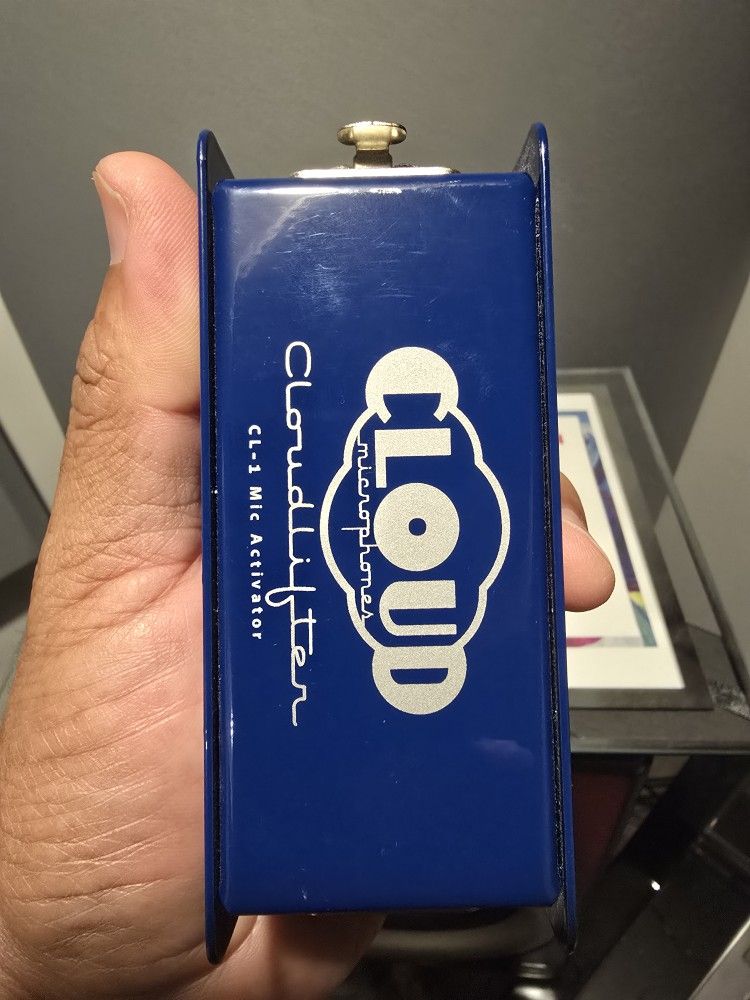 CLOUD
microphones
Cloudlifter
CL-1 Mic Activator